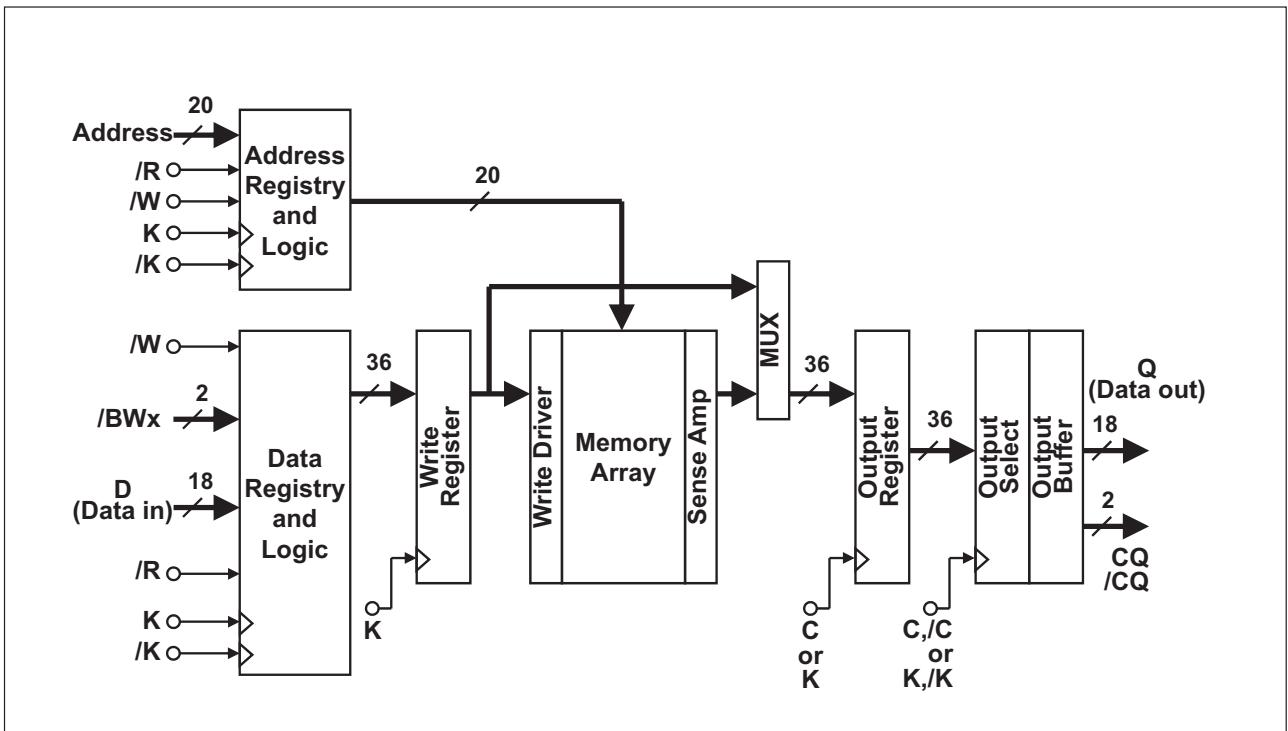 20
Address
/R
/W
K
/K
Address
Registry
and
Logic
20
/W
/BWx
2
D
(Data in)
18
/R
K
/K
Data
Registry
and
Logic
36
Write
Register
K
Write Driver
Memory
Array
Sense Amp
MUX
36
Output
Register
C
or
K
36
Output
Select
Output
Buffer
C,/C
or
K,/K
Q
(Data out)
18
2
CQ
/CQ